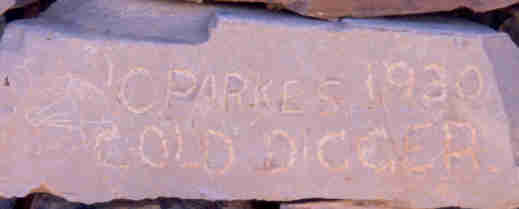 C PARKES. 1930
GOLD DIGGER.